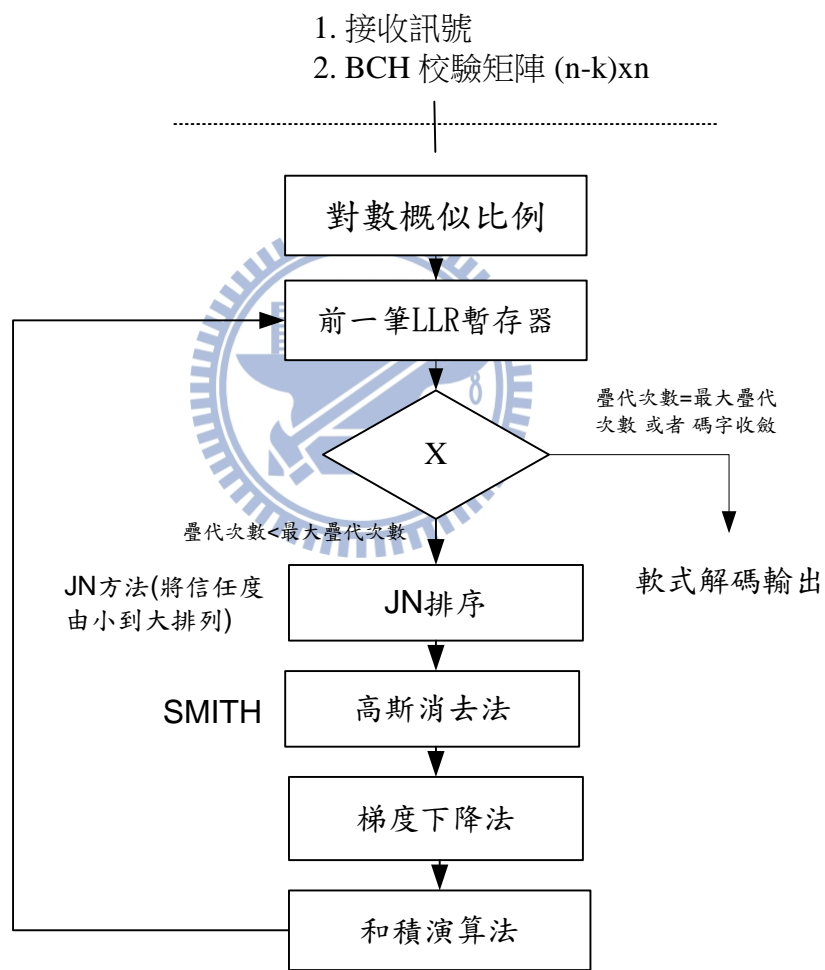 1. 接收訊號
2. BCH 校驗矩陣 (n-k)xn
對數概似比例
前一筆LLR暫存器
X
疊代次數=最大疊代
次數 或者 碼字收斂
疊代次數<最大疊代次數
軟式解碼輸出
JN方法(將信任度
由小到大排列)
JN排序
SMITH
高斯消去法
梯度下降法
和積演算法